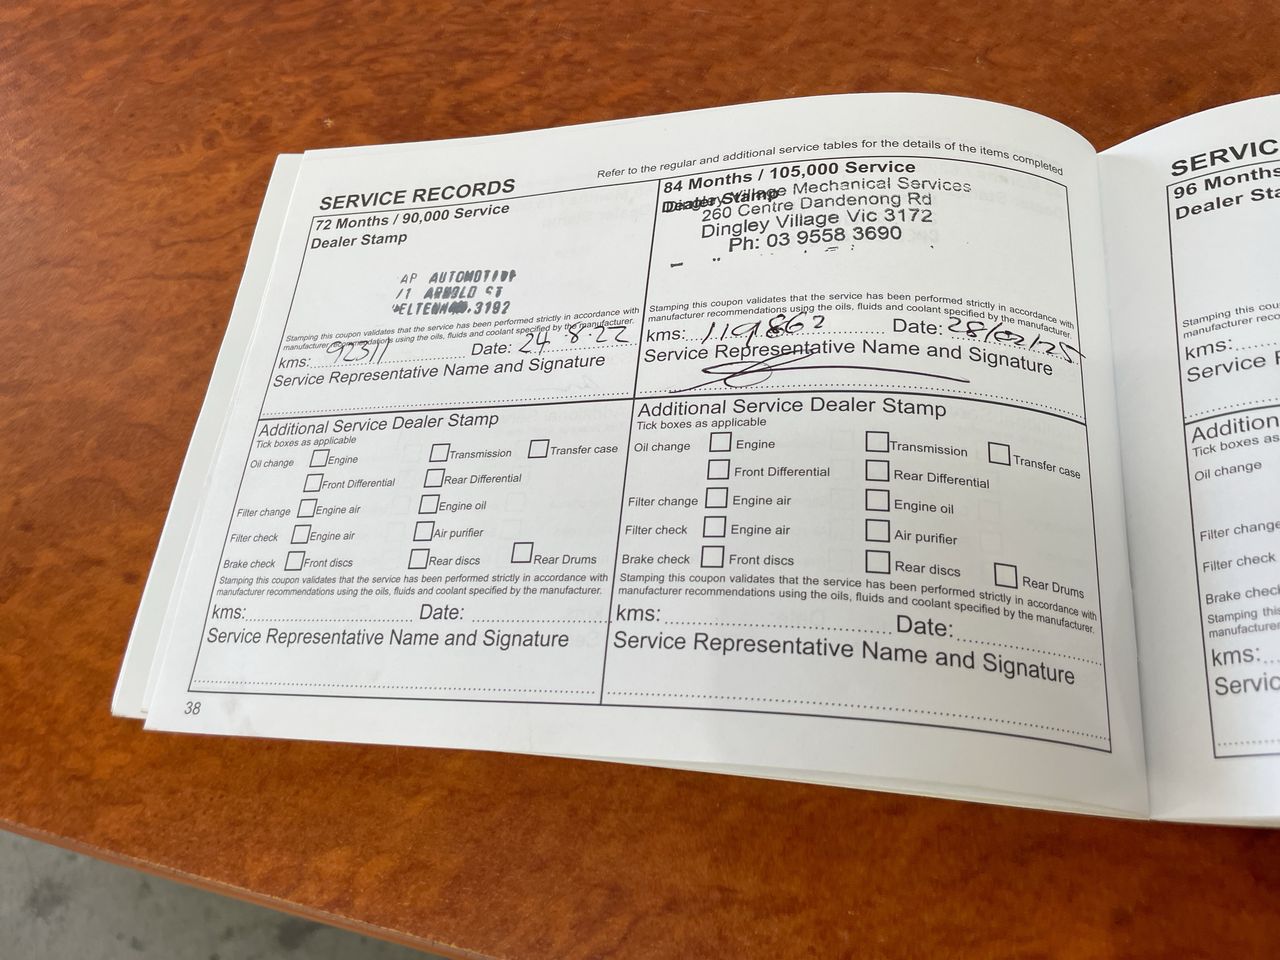 Refer to the regular and additional service tables for the details of the items completed
SERVICE RECORDS
72 Months / 90,000 Service
Dealer Stamp
AP AUTOMOTIVE
/1 ARNOLD ST
ELTENHAM.3192
Stamping this coupon validates that the service has been performed strictly in accordance with
manufacturer recommendations using the oils, fluids and coolant specified by the manufacturer.
kms: 92311 Date: 24.8.22
Service Representative Name and Signature
Additional Service Dealer Stamp
Tick boxes as applicable
Oil change Engine Transmission Transfer case
Front Differential Rear Differential
Filter change Engine air Engine oil
Filter check Engine air Air purifier
Brake check Front discs Rear discs Rear Drums
Stamping this coupon validates that the service has been performed strictly in accordance with
manufacturer recommendations using the oils, fluids and coolant specified by the manufacturer.
kms: Date:
Service Representative Name and Signature
38
84 Months / 105,000 Service
Dealer Stamp
Dingley Village Mechanical Services
260 Centre Dandenong Rd
Dingley Village Vic 3172
Ph: 03 9558 3690
Stamping this coupon validates that the service has been performed strictly in accordance with
manufacturer recommendations using the oils, fluids and coolant specified by the manufacturer.
kms: 119862 Date: 28/02/25
Service Representative Name and Signature
Additional Service Dealer Stamp
Tick boxes as applicable
Oil change Engine Transmission Transfer case
Front Differential Rear Differential
Filter change Engine air Engine oil
Filter check Engine air Air purifier
Brake check Front discs Rear discs Rear Drums
Stamping this coupon validates that the service has been performed strictly in accordance with
manufacturer recommendations using the oils, fluids and coolant specified by the manufacturer.
kms: Date:
Service Representative Name and Signature
SERVIC
96 Months
Dealer Sta
Stamping this cou
manufacturer reco
kms:
Service R
Addition
Tick boxes as
Oil change
Filter change
Filter check
Brake check
Stamping this
manufacturer
kms:
Servic